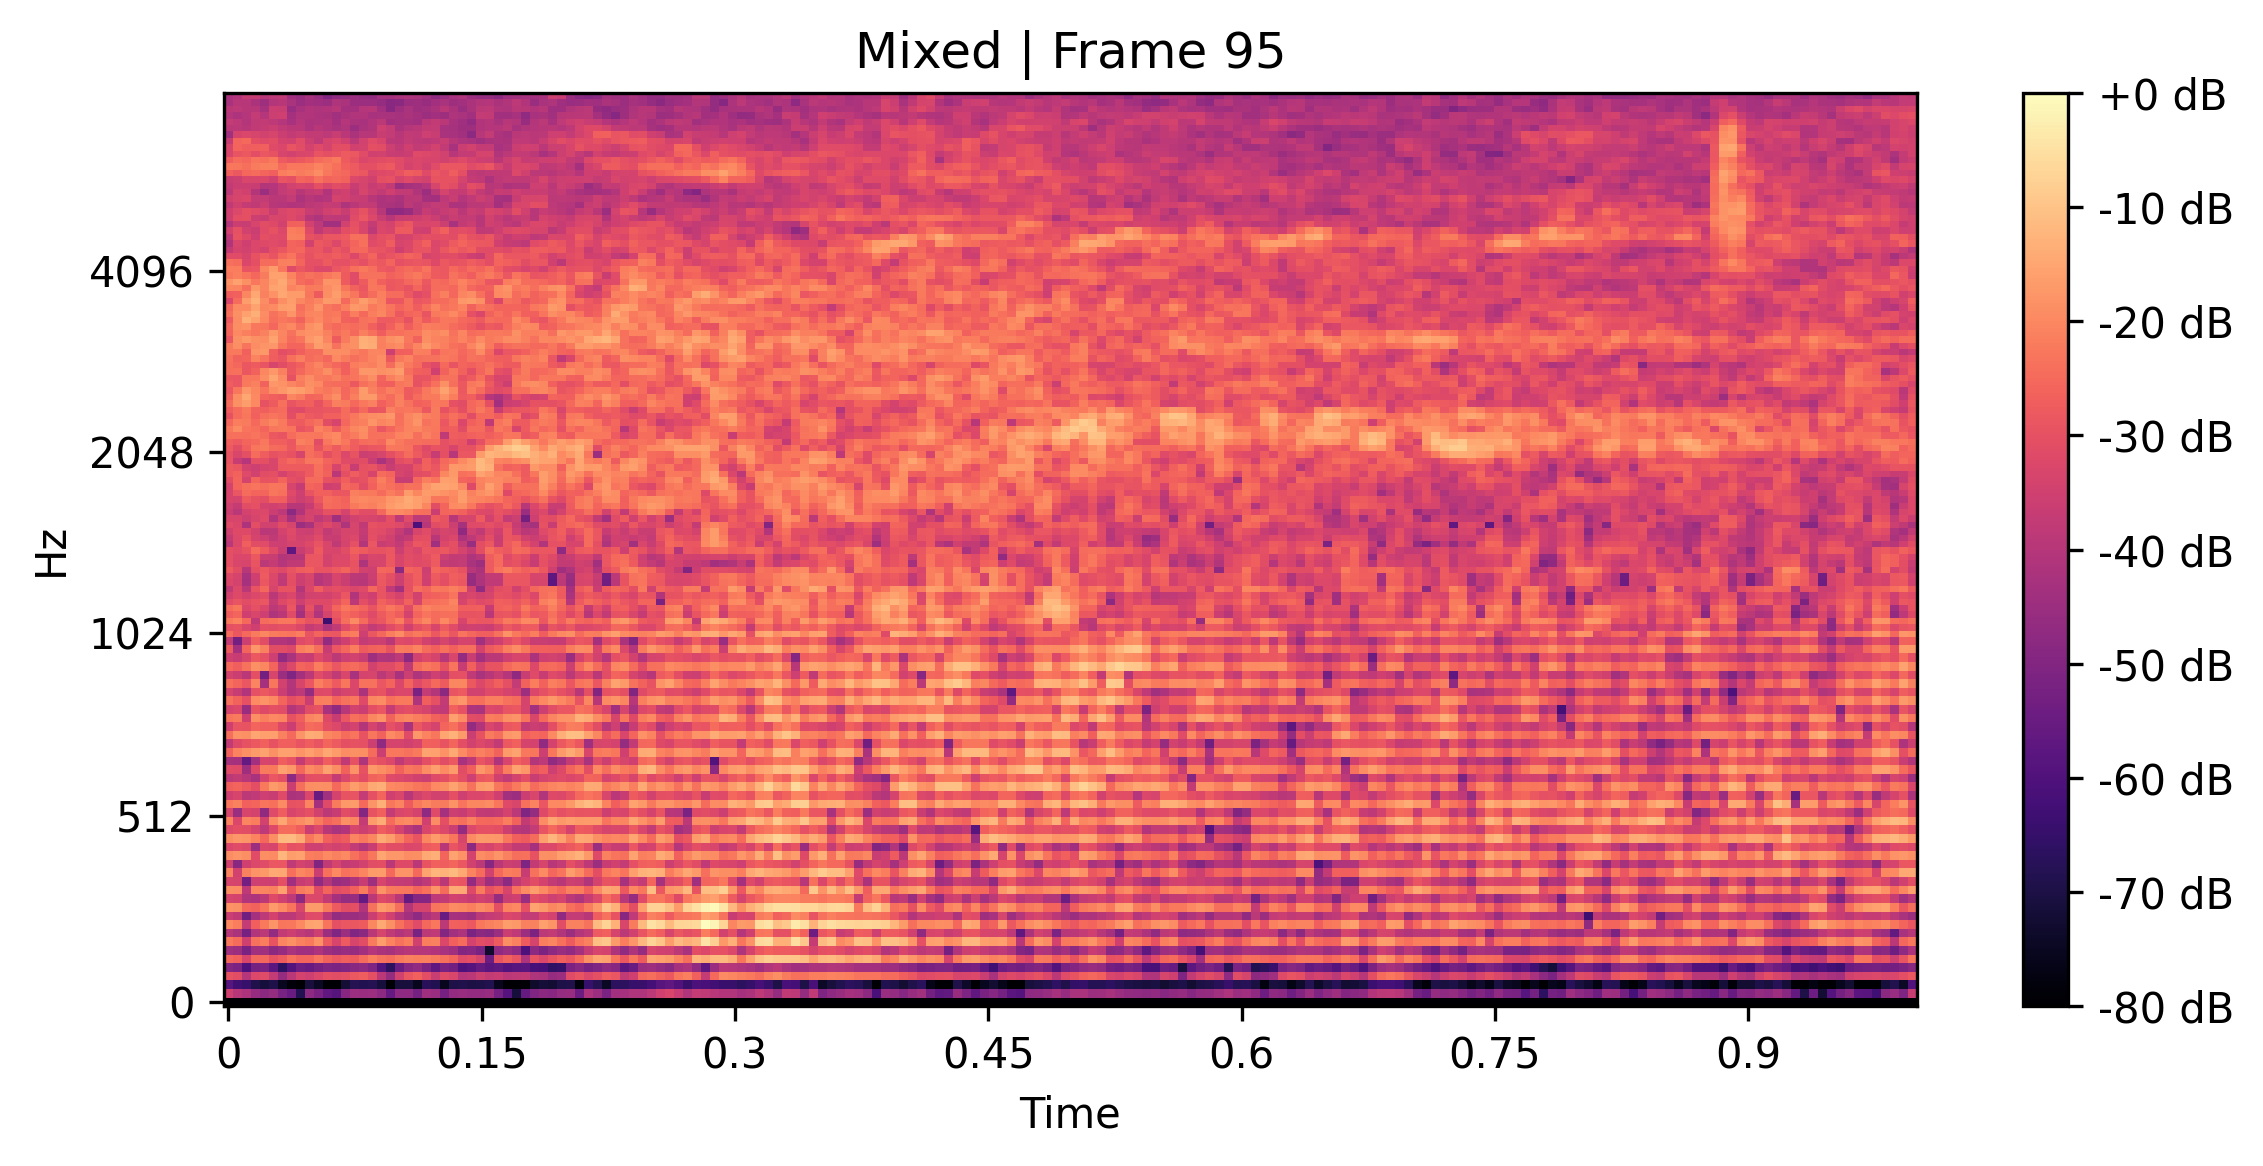 Mixed | Frame 95
+0 dB
-10 dB
-20 dB
-30 dB
-40 dB
-50 dB
-60 dB
-70 dB
-80 dB
Hz
4096
2048
1024
512
0
0 0.15 0.3 0.45 0.6 0.75 0.9
Time